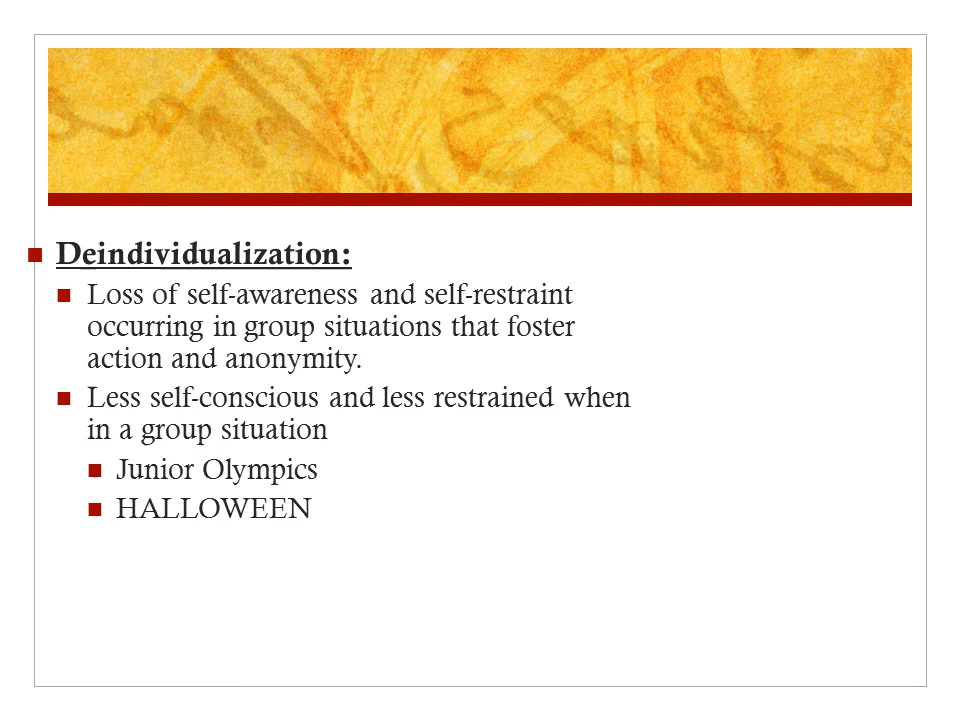 Deindividualization:
Loss of self-awareness and self-restraint
occurring in group situations that foster
action and anonymity.
Less self-conscious and less restrained when
in a group situation
Junior Olympics
HALLOWEEN